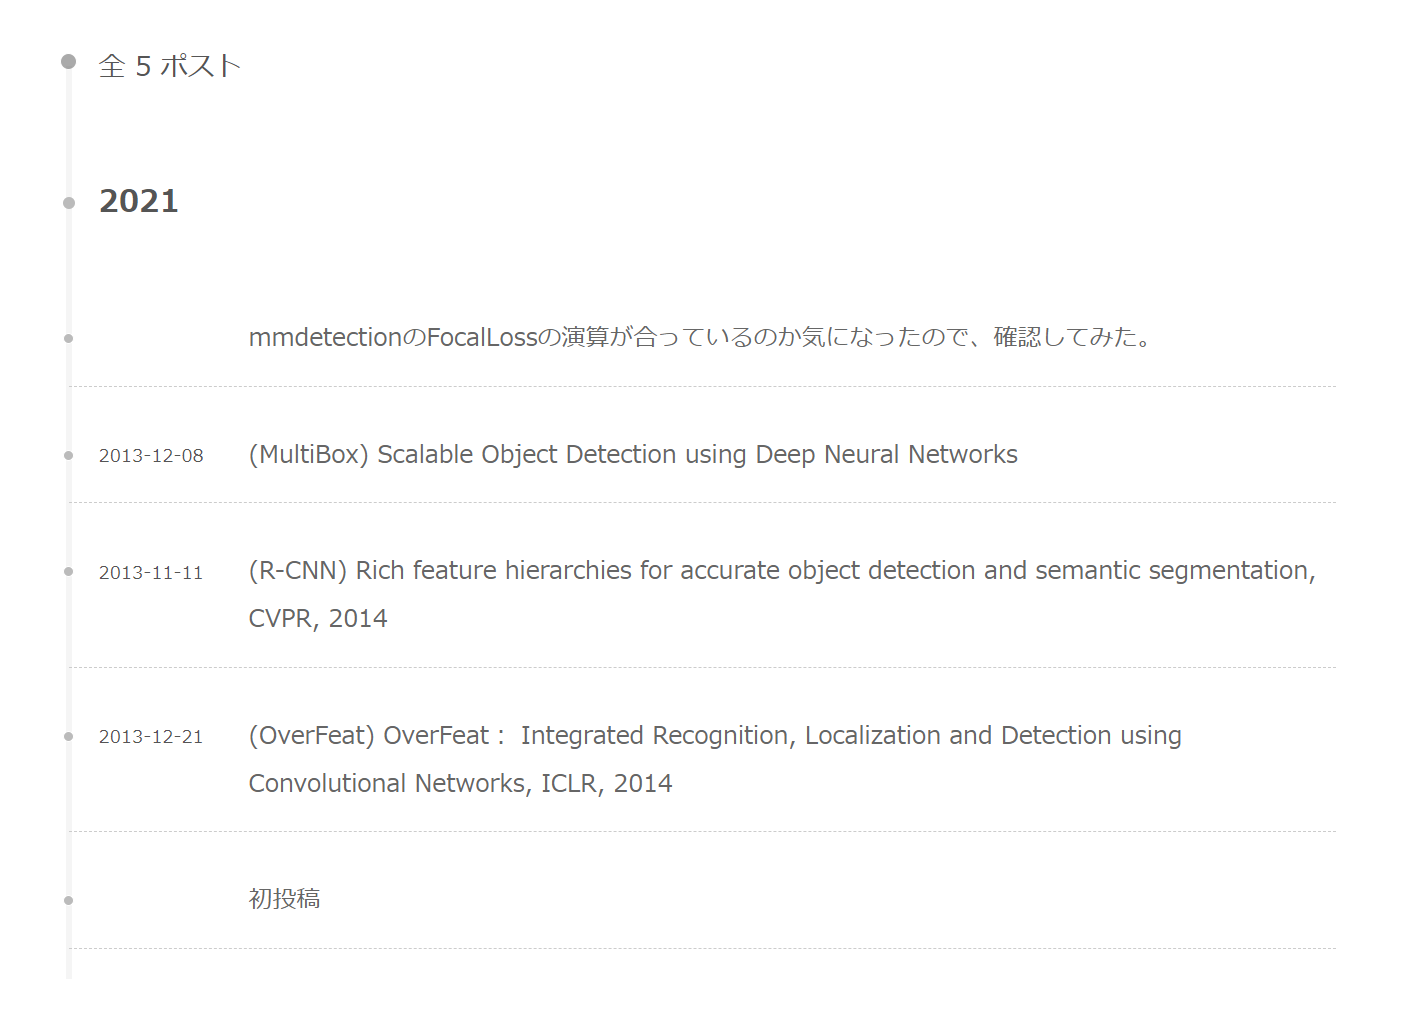 全 5 ポスト
2021
mmdetectionのFocalLossの演算が合っているのか気になったので、確認してみた。
2013-12-08 (MultiBox) Scalable Object Detection using Deep Neural Networks
2013-11-11 (R-CNN) Rich feature hierarchies for accurate object detection and semantic segmentation,
CVPR, 2014
2013-12-21 (OverFeat) OverFeat： Integrated Recognition, Localization and Detection using
Convolutional Networks, ICLR, 2014
初投稿